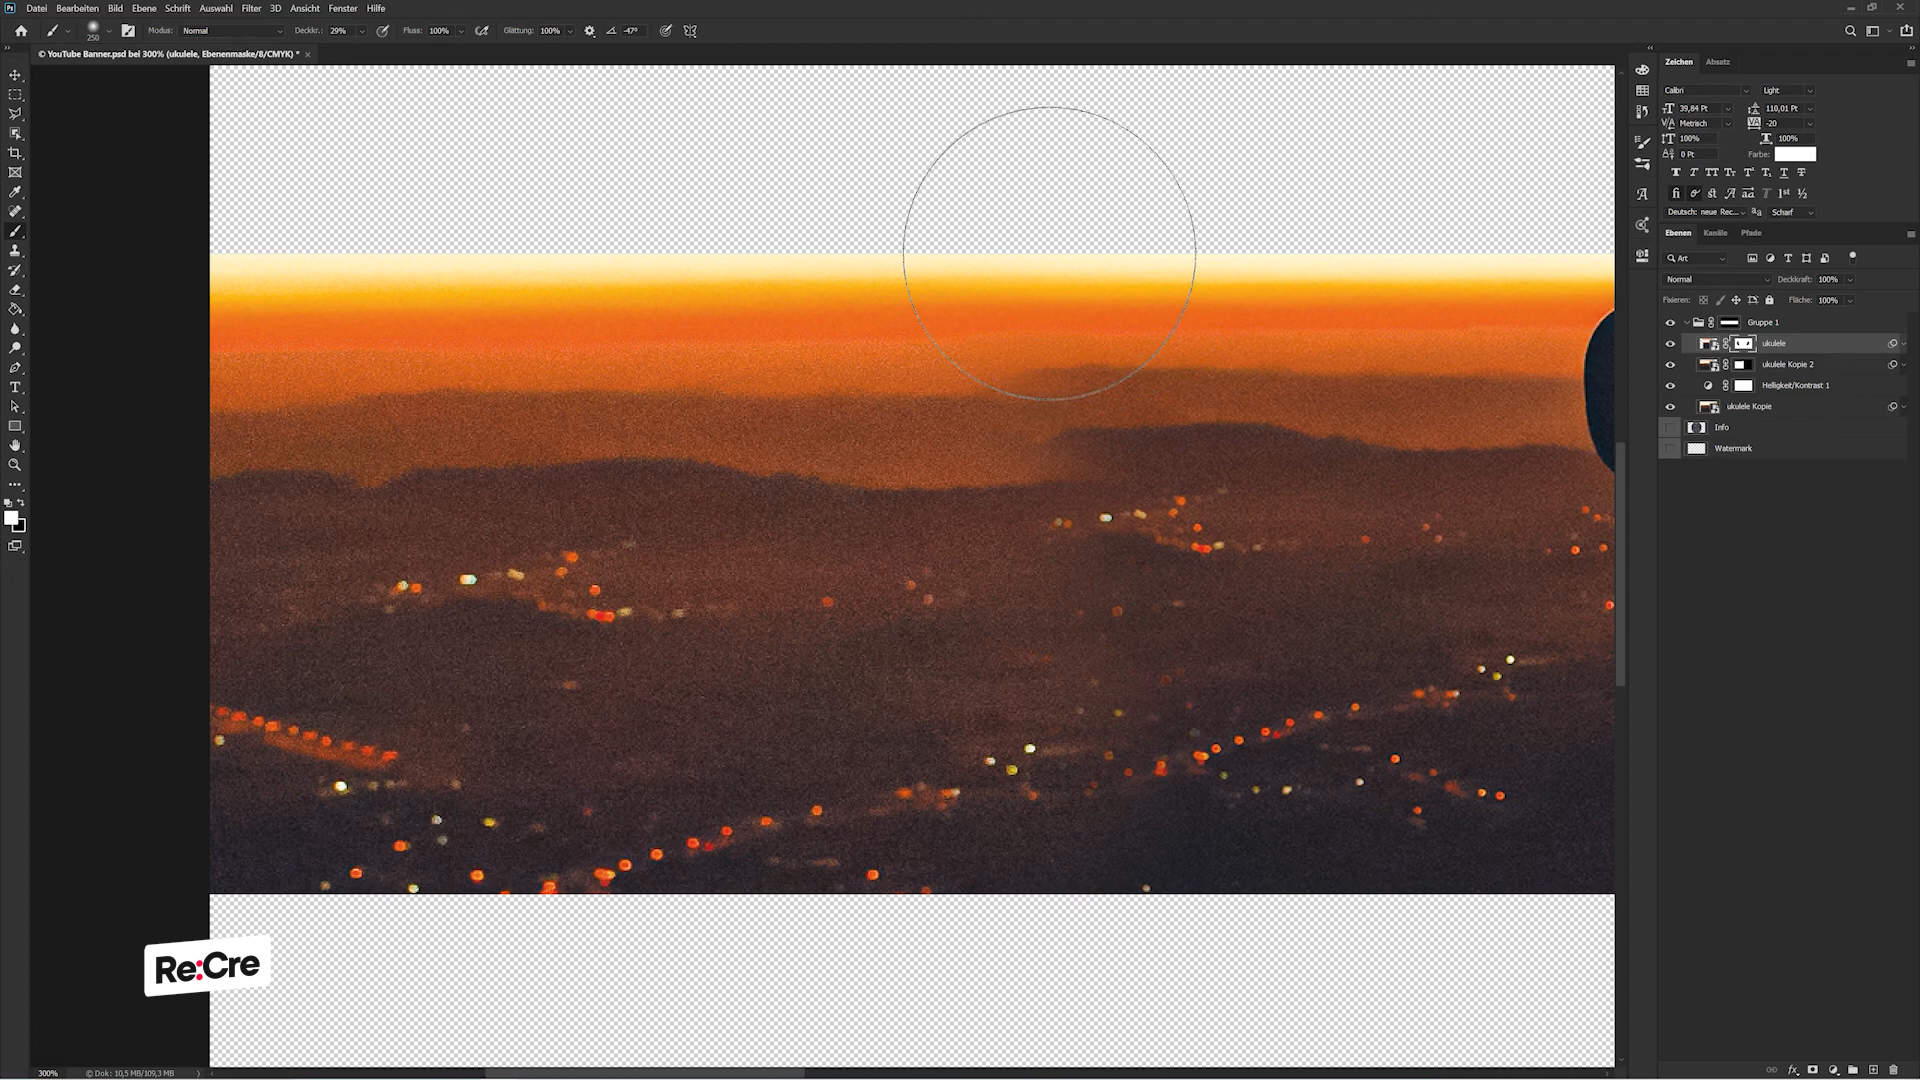 Ps Datei Bearbeiten Bild Ebene Schrift Auswahl Filter 3D Ansicht Fenster Hilfe
250 Modus: Normal Deckkr.: 29% Fluss: 100% Glättung: 100% -47°
© YouTube Banner.psd bei 300% (ukulele, Ebenenmaske/8/CMYK) *
Zeichen Absatz
Calibri Light
39,84 Pt 110,01 Pt
Metrisch -20
100% 100%
0 Pt Farbe:
Deutsch: neue Rec... Scharf
Ebenen Kanäle Pfade
Art
Normal Deckkraft: 100%
Fixieren: Fläche: 100%
Gruppe 1
ukulele
ukulele Kopie 2
Helligkeit/Kontrast 1
ukulele Kopie
Info
Watermark
Re:Cre
300% © Dok: 10,5 MB/109,3 MB